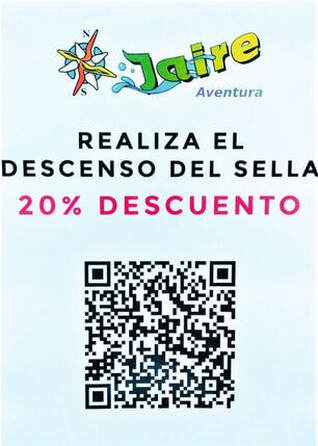 N
S
Jaire
Aventura
REALIZA EL
DESCENSO DEL SELLA
20% DESCUENTO